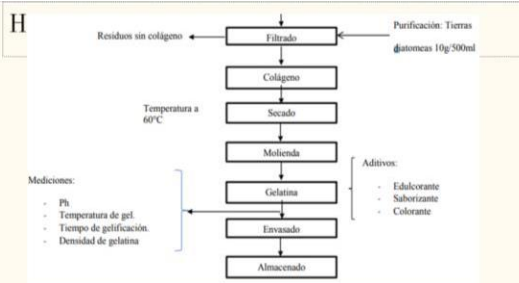 H
Purificación: Tierras
diatomeas 10g/500ml
Residuos sin colágeno
Filtrado
Colágeno
Temperatura a
60°C
Secado
Molienda
Aditivos:
- Edulcorante
- Saborizante
- Colorante
Mediciones:
- Ph
- Temperatura de gel.
- Tiempo de gelificación.
- Densidad de gelatina
Gelatina
Envasado
Almacenado